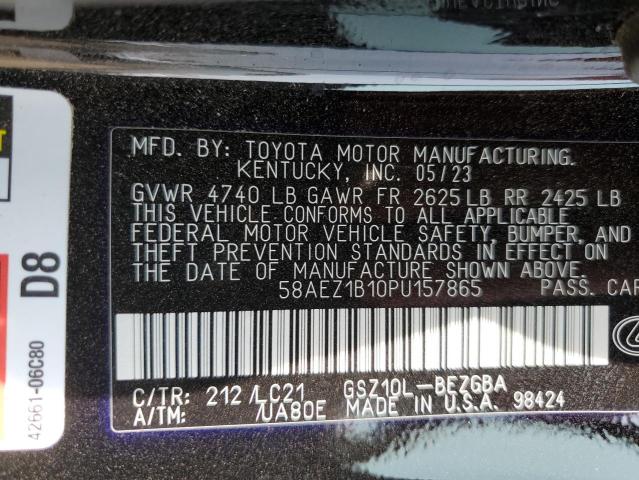 MFD. BY: TOYOTA MOTOR MANUFACTURING.
KENTUCKY, INC. 05/23
GVWR 4740 LB GAWR FR 2625 LB RR 2425 LB
THIS VEHICLE CONFORMS TO ALL APPLICABLE
FEDERAL MOTOR VEHICLE SAFETY, BUMPER, AND
THEFT PREVENTION STANDARDS IN EFFECT ON
THE DATE OF MANUFACTURE SHOWN ABOVE.
58AEZ1B10PU157865 PASS. CAR
C/TR: 212 /LC21 GSZ10L-BEZGBA
A/TM: /UA80E MADE IN U.S.A. 98424
D8
42661-06C80